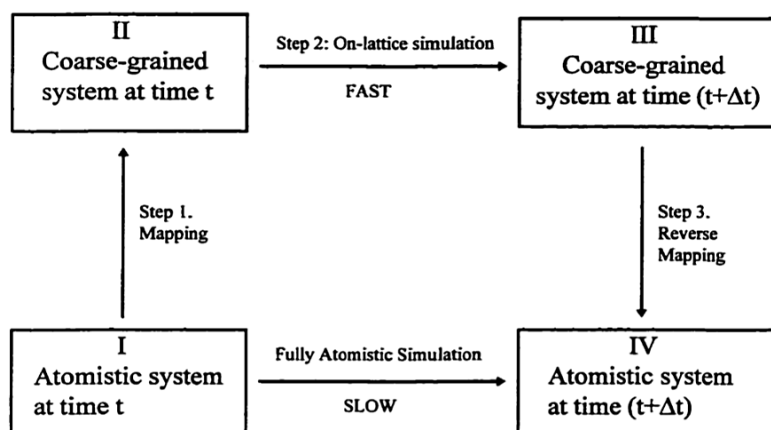 II
Coarse-grained
system at time t
Step 2: On-lattice simulation
FAST
III
Coarse-grained
system at time (t+Δt)
Step 1.
Mapping
Step 3.
Reverse
Mapping
I
Atomistic system
at time t
Fully Atomistic Simulation
SLOW
IV
Atomistic system
at time (t+Δt)